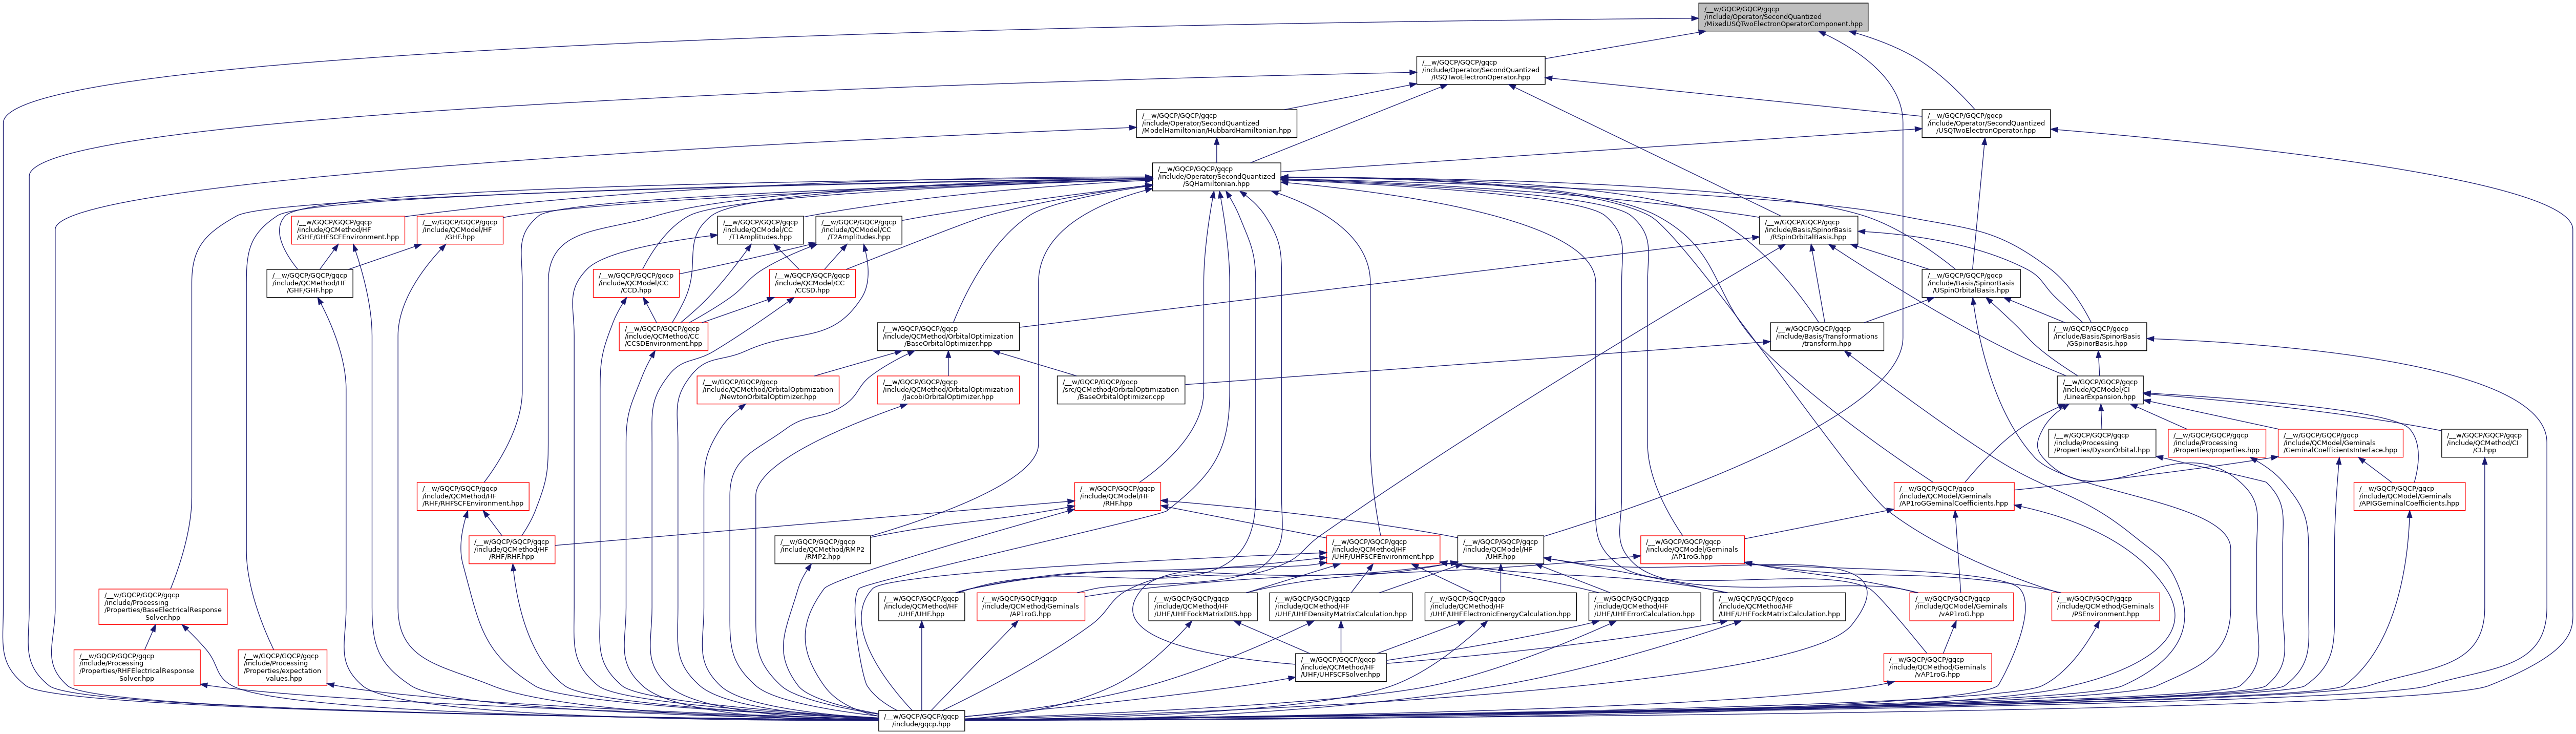 /__w/GQCP/GQCP/gqcp
/include/Operator/SecondQuantized
/MixedUSQTwoElectronOperatorComponent.hpp
/__w/GQCP/GQCP/gqcp
/include/Operator/SecondQuantized
/RSQTwoElectronOperator.hpp
/__w/GQCP/GQCP/gqcp
/include/Operator/SecondQuantized
/ModelHamiltonian/HubbardHamiltonian.hpp
/__w/GQCP/GQCP/gqcp
/include/Operator/SecondQuantized
/USQTwoElectronOperator.hpp
/__w/GQCP/GQCP/gqcp
/include/Operator/SecondQuantized
/SQHamiltonian.hpp
/__w/GQCP/GQCP/gqcp
/include/QCMethod/HF
/GHF/GHFSCFEnvironment.hpp
/__w/GQCP/GQCP/gqcp
/include/QCModel/HF
/GHF.hpp
/__w/GQCP/GQCP/gqcp
/include/QCModel/CC
/T1Amplitudes.hpp
/__w/GQCP/GQCP/gqcp
/include/QCModel/CC
/T2Amplitudes.hpp
/__w/GQCP/GQCP/gqcp
/include/Basis/SpinorBasis
/RSpinOrbitalBasis.hpp
/__w/GQCP/GQCP/gqcp
/include/QCMethod/HF
/GHF/GHF.hpp
/__w/GQCP/GQCP/gqcp
/include/QCModel/CC
/CCD.hpp
/__w/GQCP/GQCP/gqcp
/include/QCModel/CC
/CCSD.hpp
/__w/GQCP/GQCP/gqcp
/include/Basis/SpinorBasis
/USpinOrbitalBasis.hpp
/__w/GQCP/GQCP/gqcp
/include/QCMethod/CC
/CCSDEnvironment.hpp
/__w/GQCP/GQCP/gqcp
/include/QCMethod/OrbitalOptimization
/BaseOrbitalOptimizer.hpp
/__w/GQCP/GQCP/gqcp
/include/Basis/Transformations
/transform.hpp
/__w/GQCP/GQCP/gqcp
/include/Basis/SpinorBasis
/GSpinorBasis.hpp
/__w/GQCP/GQCP/gqcp
/include/QCMethod/OrbitalOptimization
/NewtonOrbitalOptimizer.hpp
/__w/GQCP/GQCP/gqcp
/include/QCMethod/OrbitalOptimization
/JacobiOrbitalOptimizer.hpp
/__w/GQCP/GQCP/gqcp
/src/QCMethod/OrbitalOptimization
/BaseOrbitalOptimizer.cpp
/__w/GQCP/GQCP/gqcp
/include/QCModel/CI
/LinearExpansion.hpp
/__w/GQCP/GQCP/gqcp
/include/Processing
/Properties/DysonOrbital.hpp
/__w/GQCP/GQCP/gqcp
/include/Processing
/Properties/properties.hpp
/__w/GQCP/GQCP/gqcp
/include/QCModel/Geminals
/GeminalCoefficientsInterface.hpp
/__w/GQCP/GQCP/gqcp
/include/QCMethod/CI
/CI.hpp
/__w/GQCP/GQCP/gqcp
/include/QCMethod/HF
/RHF/RHFSCFEnvironment.hpp
/__w/GQCP/GQCP/gqcp
/include/QCModel/HF
/RHF.hpp
/__w/GQCP/GQCP/gqcp
/include/QCModel/Geminals
/AP1roGGeminalCoefficients.hpp
/__w/GQCP/GQCP/gqcp
/include/QCModel/Geminals
/APIGGeminalCoefficients.hpp
/__w/GQCP/GQCP/gqcp
/include/QCMethod/HF
/RHF/RHF.hpp
/__w/GQCP/GQCP/gqcp
/include/QCMethod/RMP2
/RMP2.hpp
/__w/GQCP/GQCP/gqcp
/include/QCMethod/HF
/UHF/UHFSCFEnvironment.hpp
/__w/GQCP/GQCP/gqcp
/include/QCModel/HF
/UHF.hpp
/__w/GQCP/GQCP/gqcp
/include/QCModel/Geminals
/AP1roG.hpp
/__w/GQCP/GQCP/gqcp
/include/Processing
/Properties/BaseElectricalResponse
Solver.hpp
/__w/GQCP/GQCP/gqcp
/include/QCMethod/HF
/UHF/UHF.hpp
/__w/GQCP/GQCP/gqcp
/include/QCMethod/Geminals
/AP1roG.hpp
/__w/GQCP/GQCP/gqcp
/include/QCMethod/HF
/UHF/UHFFockMatrixDIIS.hpp
/__w/GQCP/GQCP/gqcp
/include/QCMethod/HF
/UHF/UHFDensityMatrixCalculation.hpp
/__w/GQCP/GQCP/gqcp
/include/QCMethod/HF
/UHF/UHFElectronicEnergyCalculation.hpp
/__w/GQCP/GQCP/gqcp
/include/QCMethod/HF
/UHF/UHFErrorCalculation.hpp
/__w/GQCP/GQCP/gqcp
/include/QCMethod/HF
/UHF/UHFFockMatrixCalculation.hpp
/__w/GQCP/GQCP/gqcp
/include/QCModel/Geminals
/vAP1roG.hpp
/__w/GQCP/GQCP/gqcp
/include/QCMethod/Geminals
/PSEnvironment.hpp
/__w/GQCP/GQCP/gqcp
/include/Processing
/Properties/RHFElectricalResponse
Solver.hpp
/__w/GQCP/GQCP/gqcp
/include/Processing
/Properties/expectation
_values.hpp
/__w/GQCP/GQCP/gqcp
/include/QCMethod/HF
/UHF/UHFSCFSolver.hpp
/__w/GQCP/GQCP/gqcp
/include/QCMethod/Geminals
/vAP1roG.hpp
/__w/GQCP/GQCP/gqcp
/include/gqcp.hpp